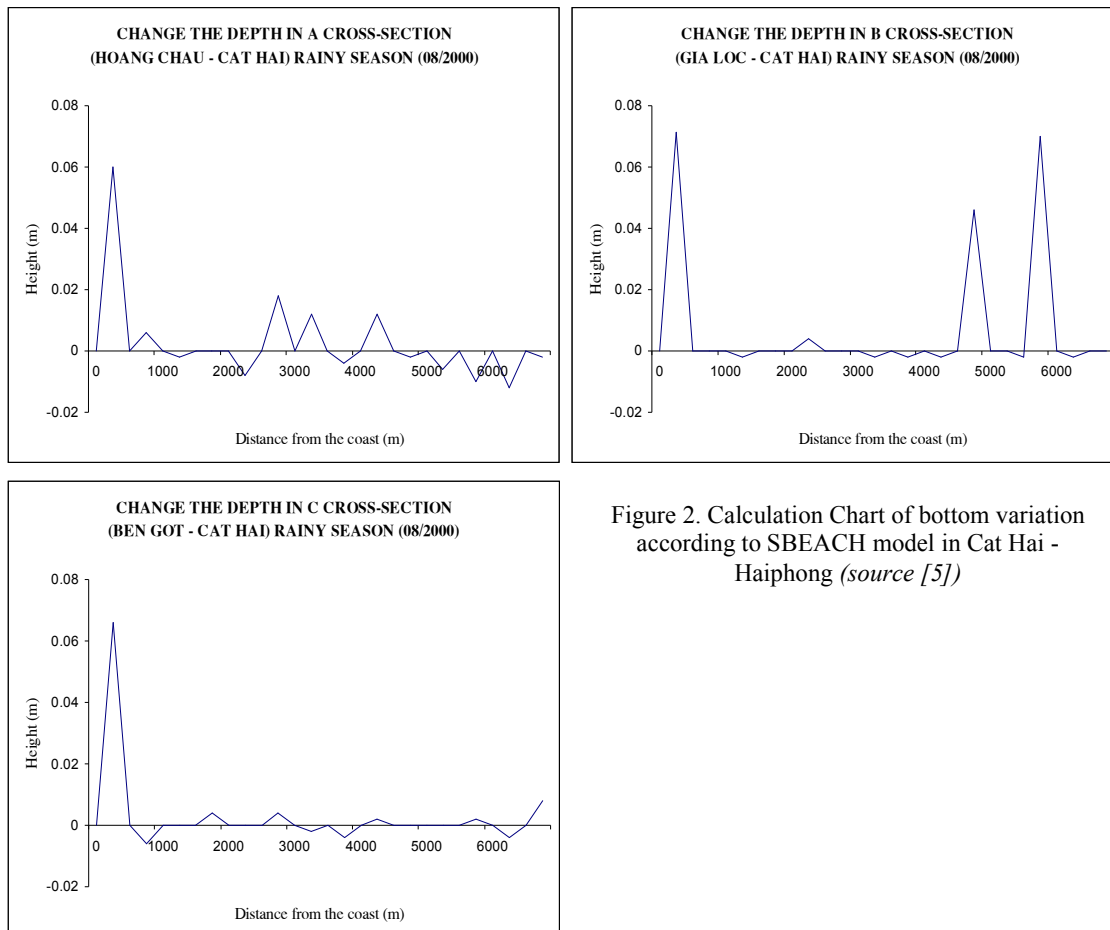 CHANGE THE DEPTH IN A CROSS-SECTION
(HOANG CHAU - CAT HAI) RAINY SEASON (08/2000)
0.08
0.06
0.04
0.02
0
-0.02
Height (m)
0 1000 2000 3000 4000 5000 6000
Distance from the coast (m)
CHANGE THE DEPTH IN B CROSS-SECTION
(GIA LOC - CAT HAI) RAINY SEASON (08/2000)
0.08
0.06
0.04
0.02
0
-0.02
Height (m)
0 1000 2000 3000 4000 5000 6000
Distance from the coast (m)
CHANGE THE DEPTH IN C CROSS-SECTION
(BEN GOT - CAT HAI) RAINY SEASON (08/2000)
0.08
0.06
0.04
0.02
0
-0.02
Height (m)
0 1000 2000 3000 4000 5000 6000
Distance from the coast (m)
Figure 2. Calculation Chart of bottom variation
according to SBEACH model in Cat Hai -
Haiphong (source [5])